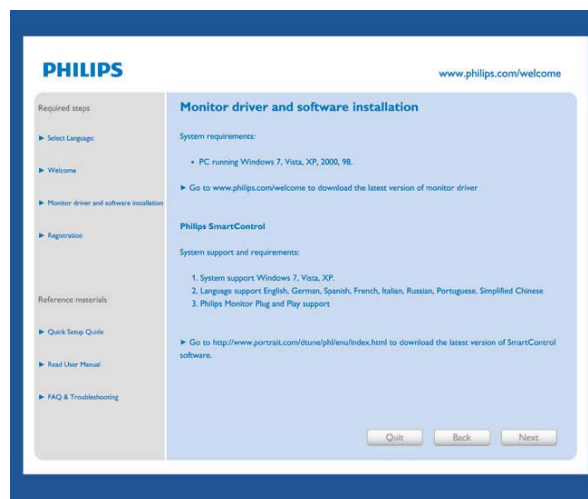 PHILIPS
www.philips.com/welcome
Required steps
Select Language:
Welcome
Monitor driver and software installation
Registration
Reference materials
Quick Setup Quide
Read User Manual
FAQ & Troubleshooting
Monitor driver and software installation
System requirements:
• PC running Windows 7, Vista, XP, 2000, 98.
Go to www.philips.com/welcome to download the latest version of monitor driver
Philips SmartControl
System support and requirements:
1. System support Windows 7, Vista, XP.
2. Language support English, German, Spanish, French, Italian, Russian, Portuguese, Simplified Chinese
3. Philips Monitor Plug and Play support
Go to http://www.portrait.com/dtune/phl/enu/index.html to download the latest version of SmartControl
software.
Quit
Back
Next